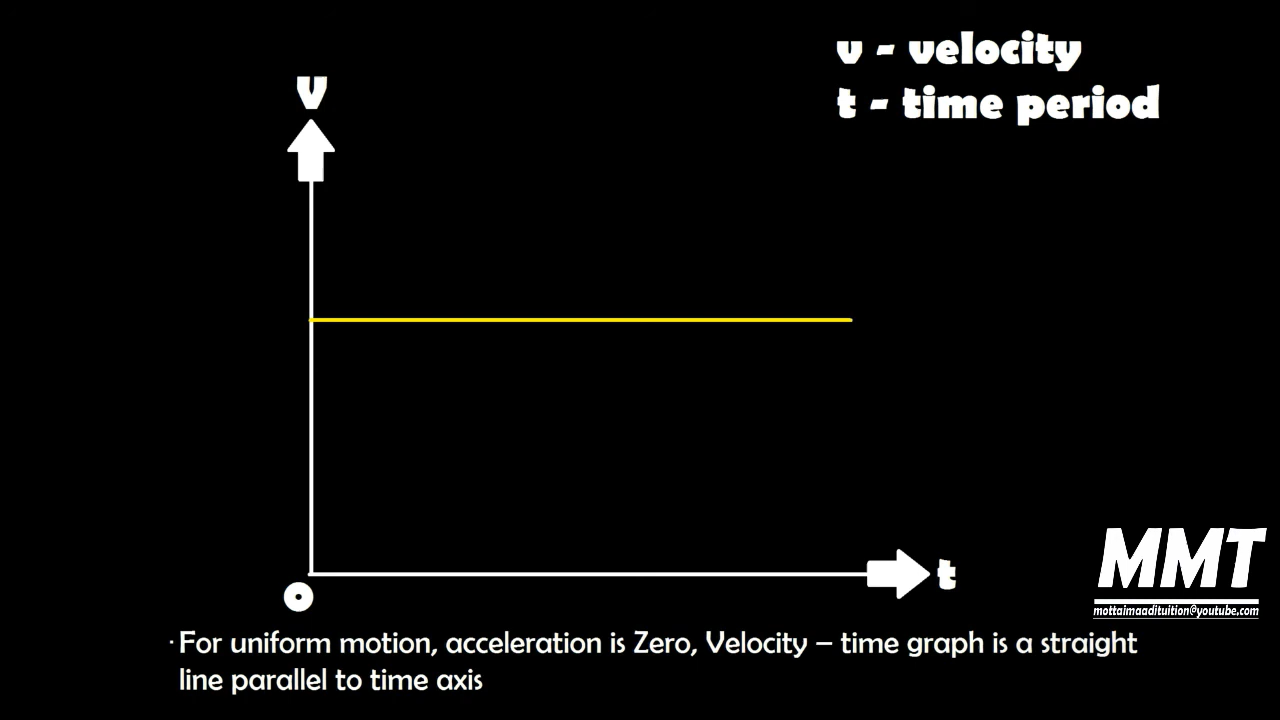 v - velocity
t - time period
V
t
O
MMT
mottaimaadituition@youtube.com
· For uniform motion, acceleration is Zero, Velocity – time graph is a straight
line parallel to time axis